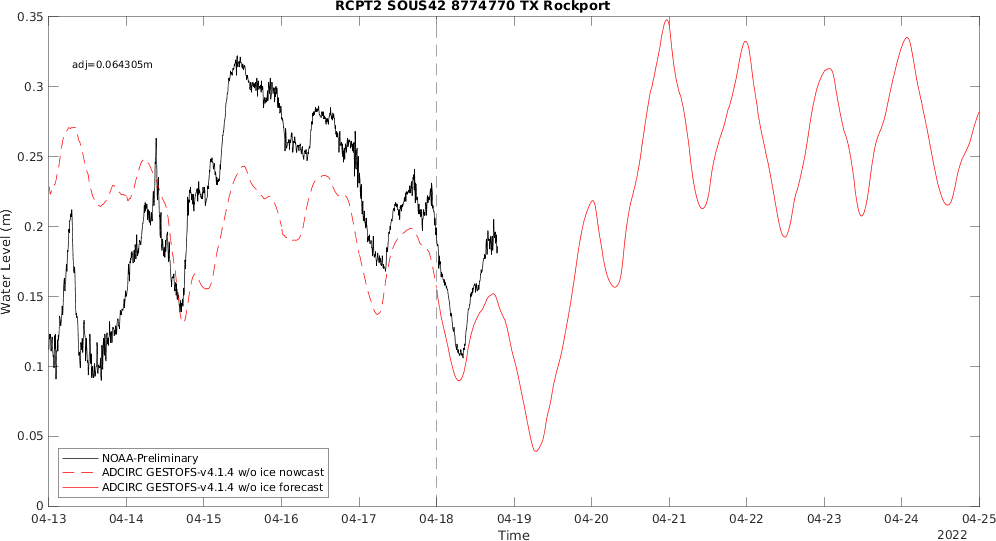 RCPT2 SOUS42 8774770 TX Rockport
adj=0.064305m
0.35
0.3
0.25
0.2
0.15
0.1
0.05
0
Water Level (m)
NOAA-Preliminary
ADCIRC GESTOFS-v4.1.4 w/o ice nowcast
ADCIRC GESTOFS-v4.1.4 w/o ice forecast
04-13 04-14 04-15 04-16 04-17 04-18 04-19 04-20 04-21 04-22 04-23 04-24 04-25
Time
2022